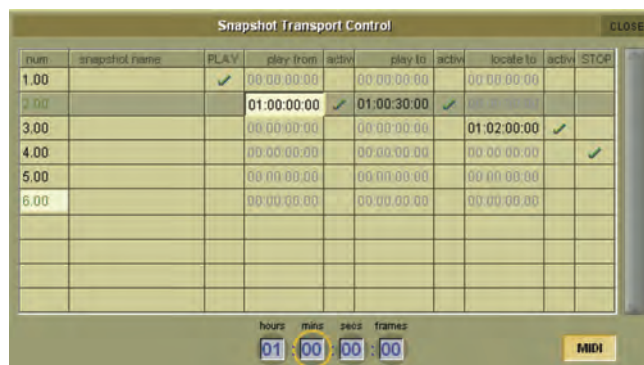 Snapshot Transport Control CLOSE
num snapshot name PLAY play from activ play to activ locate to activ STOP
1.00 ✓ 00:00:00:00 00:00:00:00 00:00:00:00
2.00 01:00:00:00 ✓ 01:00:30:00 ✓
3.00 00:00:00:00 00:00:00:00 01:02:00:00 ✓
4.00 00:00:00:00 00:00:00:00 00:00:00:00 ✓
5.00 00:00:00:00 00:00:00:00 00:00:00:00
6.00 00:00:00:00 00:00:00:00 00:00:00:00
hours mins secs frames
01 : 00 : 00 : 00 MIDI